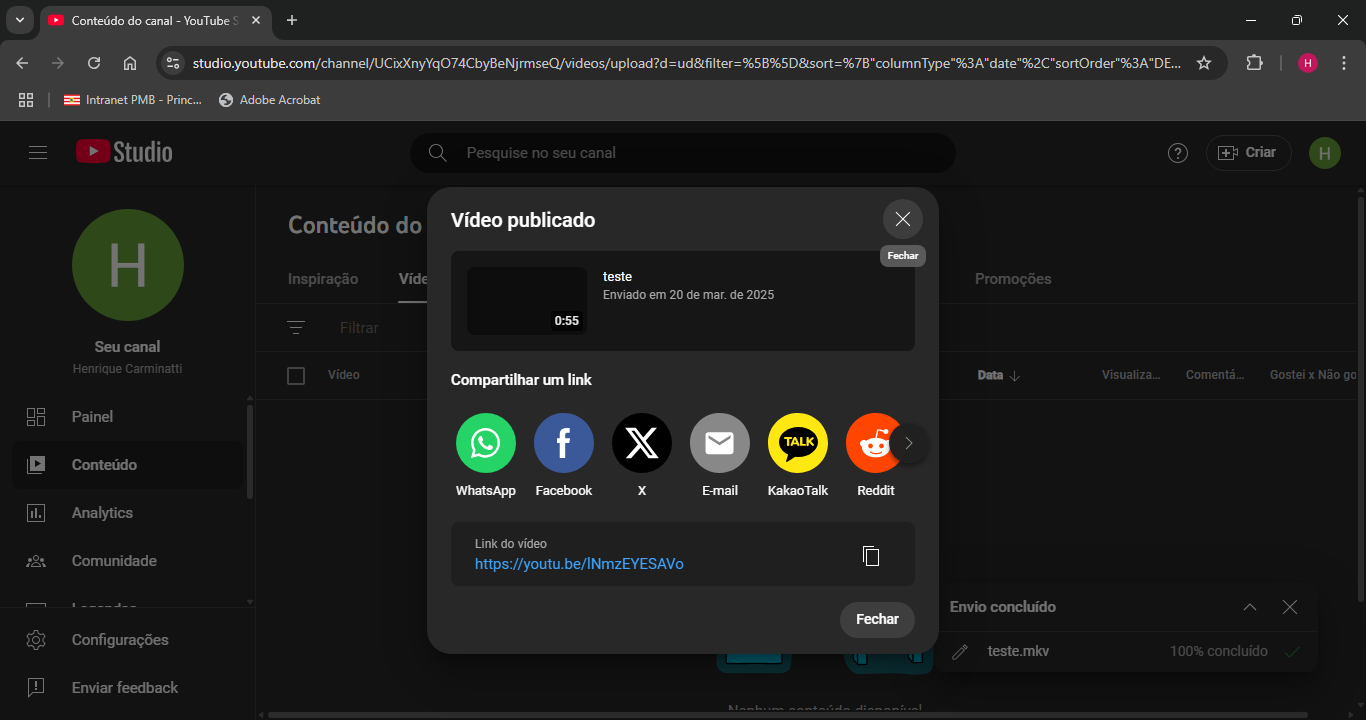 Conteúdo do canal - YouTube S
studio.youtube.com/channel/UCixXnyYqO74CbyBeNjrmseQ/videos/upload?d=ud&filter=%5B%5D&sort=%7B"columnType"%3A"date"%2C"sortOrder"%3A"DE...
H
Intranet PMB - Princ...
Adobe Acrobat
Studio
Pesquise no seu canal
Criar
H
H
Seu canal
Henrique Carminatti
Painel
Conteúdo
Analytics
Comunidade
Legendas
Configurações
Enviar feedback
Conteúdo do
Inspiração
Víde
Promoções
Filtrar
Vídeo
Data
Visualiza...
Comentá...
Gostei x Não go
Vídeo publicado
Fechar
0:55
teste
Enviado em 20 de mar. de 2025
Compartilhar um link
TALK
WhatsApp
Facebook
X
E-mail
KakaoTalk
Reddit
Link do vídeo
https://youtu.be/lNmzEYESAVo
Fechar
Envio concluído
teste.mkv
100% concluído
Nenhum conteúdo disponível